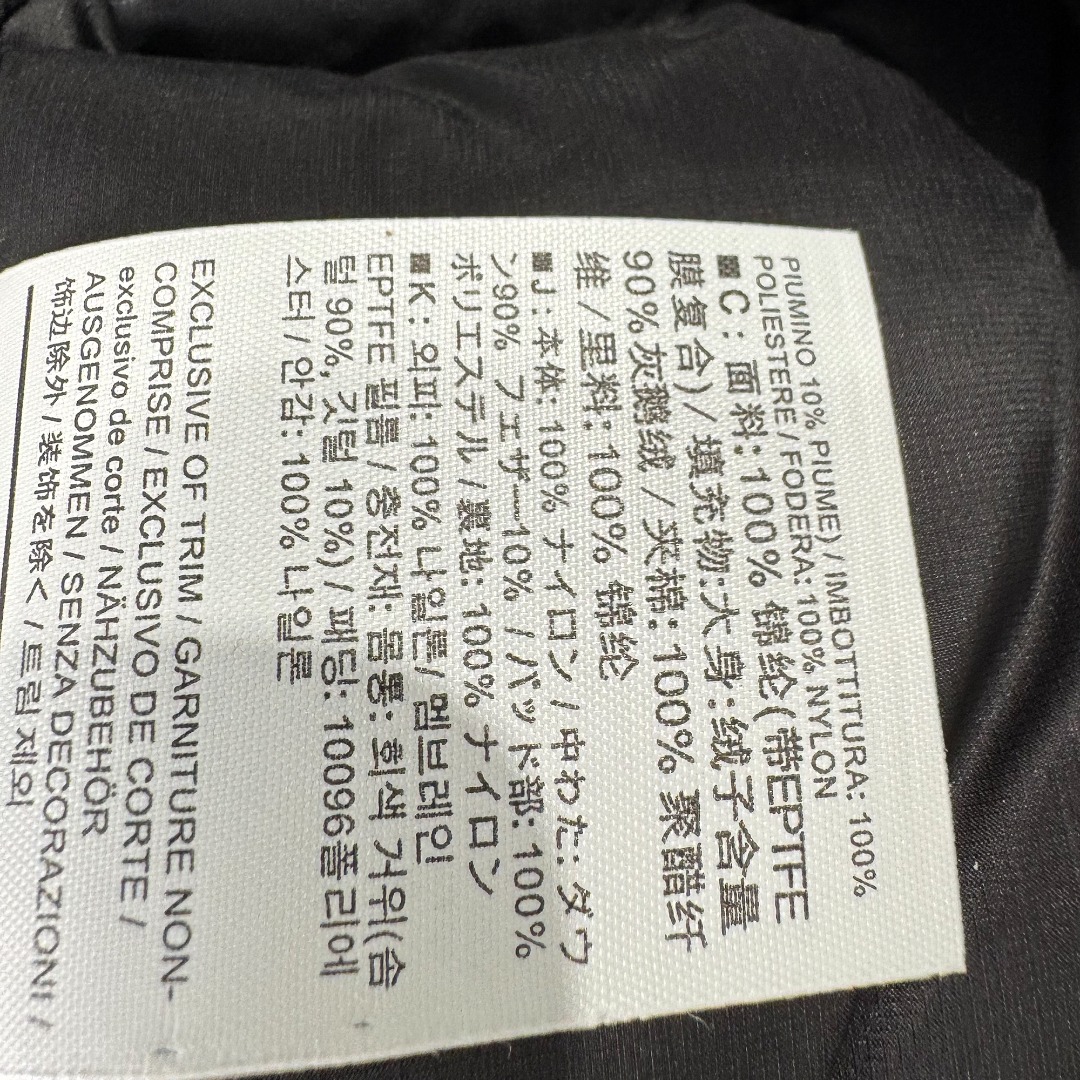 PIUMINO 10% PIUME) / IMBOTTITURA: 100%
POLIESTERE / FODERA: 100% NYLON
■C : 面料:100% 锦纶(带EPTFE
膜复合) / 填充物:大身:绒子含量
90%灰鹅绒 / 夹棉: 100% 聚酯纤
维 / 里料:100% 锦纶
■J : 本体: 100% ナイロン / 中わた: ダウ
ン90% フェザー10% / パッド部: 100%
ポリエステル / 裏地: 100% ナイロン
■K : 외피: 100% 나일론/ 멤브레인
EPTFE 필름 / 충전재: 몸통: 회색 거위(솜
털 90%, 깃털 10%) / 패딩: 10096폴리에
스터 / 안감: 100% 나일론
EXCLUSIVE OF TRIM / GARNITURE NON-
COMPRISE / EXCLUSIVO DE CORTE /
exclusivo de corte / NÄHZUBEHÖR
AUSGENOMMEN / SENZA DECORAZIONI /
饰边除外 / 装飾を除く / 트림제외